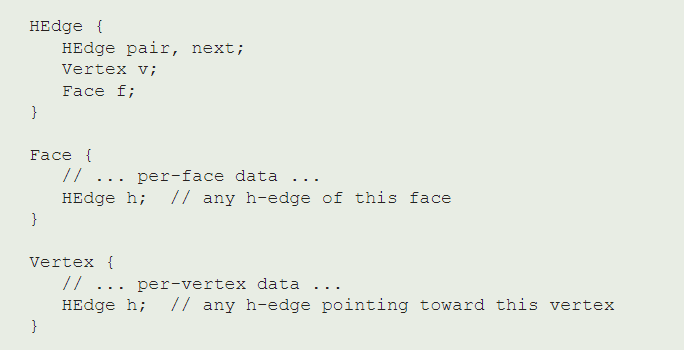 HEdge {
   HEdge pair, next;
   Vertex v;
   Face f;
}

Face {
   // ... per-face data ...
   HEdge h;  // any h-edge of this face
}

Vertex {
   // ... per-vertex data ...
   HEdge h;  // any h-edge pointing toward this vertex
}